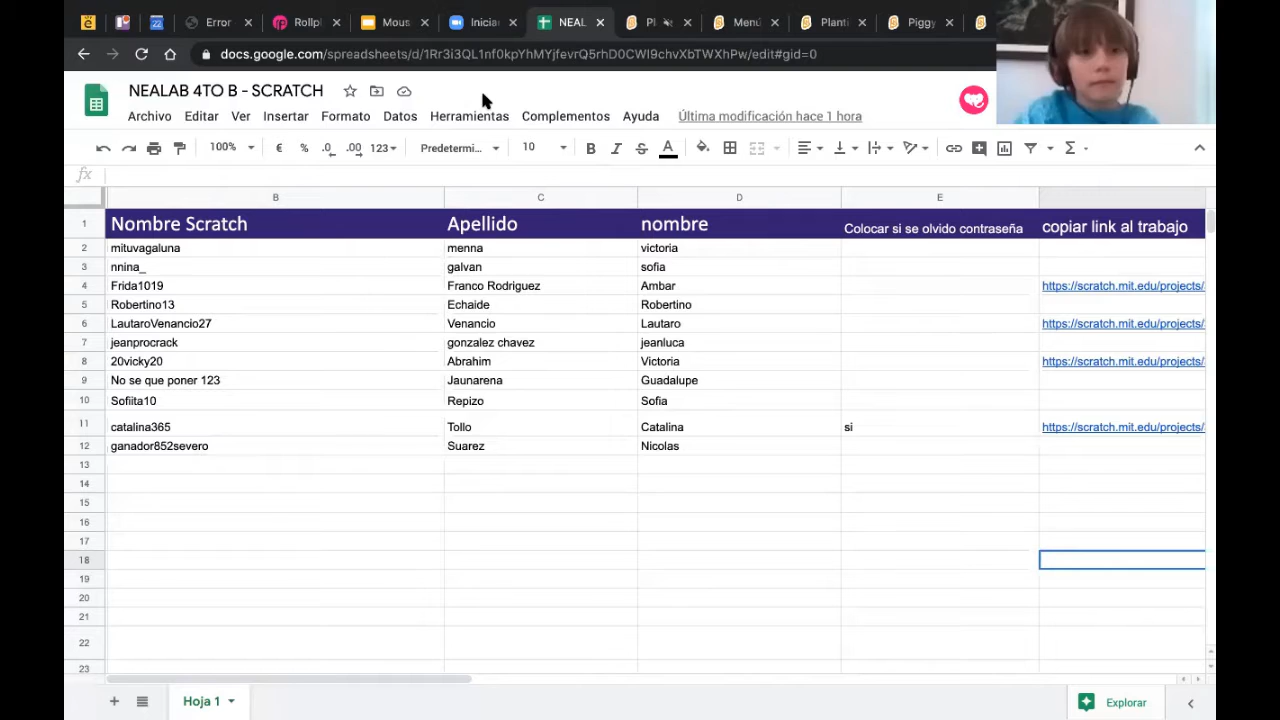 Error
Rollpl
Mous
Inicia
NEAL
Menú
Planti
Piggy
docs.google.com/spreadsheets/d/1Rr3i3QL1nf0kpYhMYjfevrQ5rhD0CWl9chvXbTWXhPw/edit#gid=0
NEALAB 4TO B - SCRATCH
Archivo Editar Ver Insertar Formato Datos Herramientas Complementos Ayuda Última modificación hace 1 hora
100% € % .0 .00 123 Predetermi... 10 B I S A Σ
fx
B C D E
1 Nombre Scratch Apellido nombre Colocar si se olvido contraseña copiar link al trabajo
2 mituvagaluna menna victoria
3 nnina_ galvan sofia
4 Frida1019 Franco Rodriguez Ambar https://scratch.mit.edu/projects/
5 Robertino13 Echaide Robertino
6 LautaroVenancio27 Venancio Lautaro https://scratch.mit.edu/projects/
7 jeanprocrack gonzalez chavez jeanluca
8 20vicky20 Abrahim Victoria https://scratch.mit.edu/projects/
9 No se que poner 123 Jaunarena Guadalupe
10 Sofiita10 Repizo Sofia
11 catalina365 Tollo Catalina si https://scratch.mit.edu/projects/
12 ganador852severo Suarez Nicolas
13
14
15
16
17
18
19
20
21
22
23
Hoja 1
Explorar